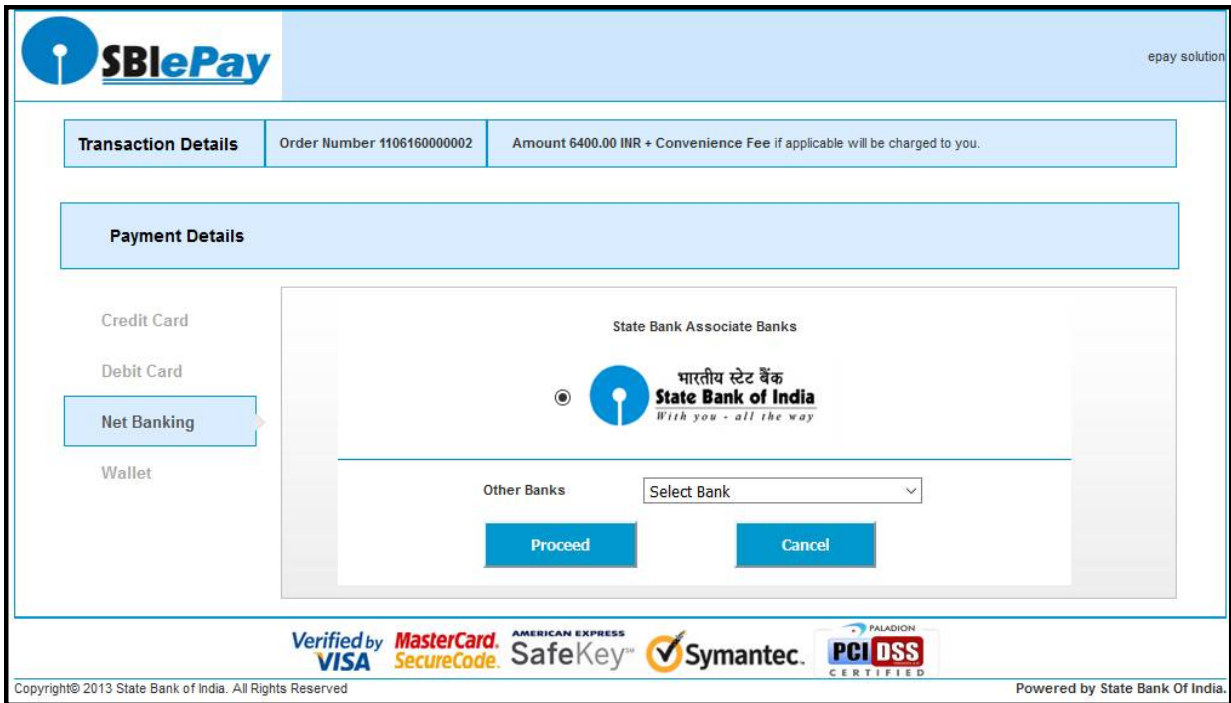 SBIePay
epay solution
Transaction Details
Order Number 1106160000002
Amount 6400.00 INR + Convenience Fee if applicable will be charged to you.
Payment Details
Credit Card
Debit Card
Net Banking
Wallet
State Bank Associate Banks
भारतीय स्टेट बैंक
State Bank of India
With you - all the way
Other Banks
Select Bank
Proceed
Cancel
Verified by
VISA
MasterCard.
SecureCode.
AMERICAN EXPRESS
SafeKey
Symantec.
PALADION
PCI DSS
CERTIFIED
Copyright© 2013 State Bank of India. All Rights Reserved
Powered by State Bank Of India.